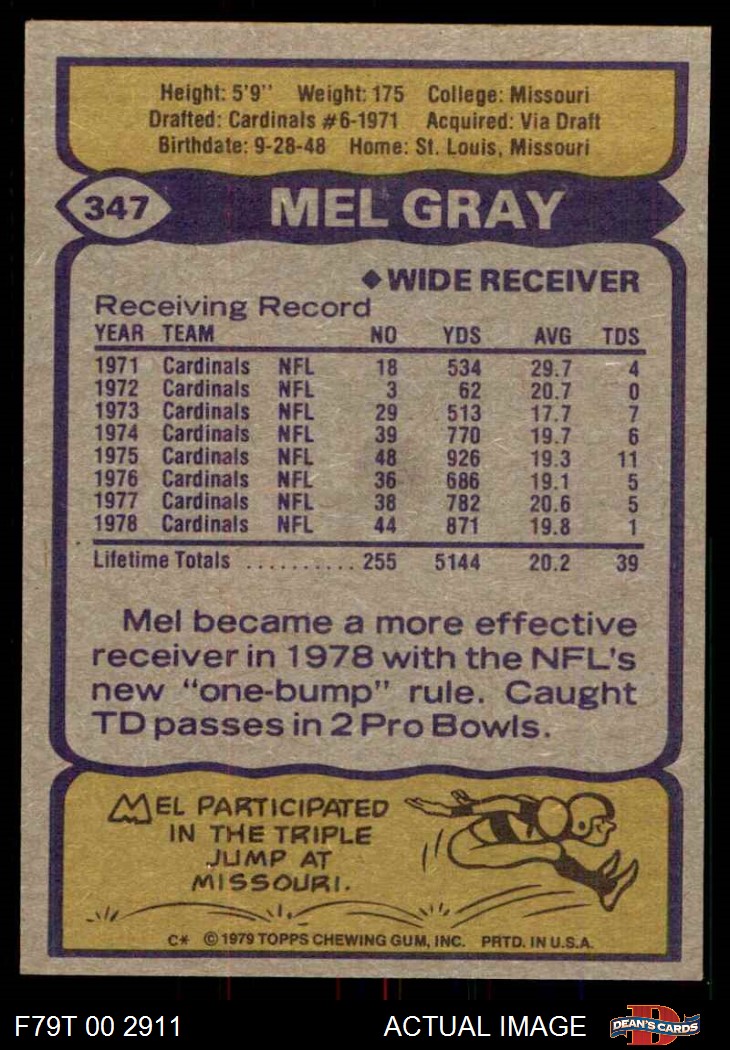 Height: 5'9" Weight: 175 College: Missouri
Drafted: Cardinals #6-1971 Acquired: Via Draft
Birthdate: 9-28-48 Home: St. Louis, Missouri
347 MEL GRAY
◆ WIDE RECEIVER
Receiving Record
YEAR TEAM NO YDS AVG TDS
1971 Cardinals NFL 18 534 29.7 4
1972 Cardinals NFL 3 62 20.7 0
1973 Cardinals NFL 29 513 17.7 7
1974 Cardinals NFL 39 770 19.7 6
1975 Cardinals NFL 48 926 19.3 11
1976 Cardinals NFL 36 686 19.1 5
1977 Cardinals NFL 38 782 20.6 5
1978 Cardinals NFL 44 871 19.8 1
Lifetime Totals .......... 255 5144 20.2 39
Mel became a more effective
receiver in 1978 with the NFL's
new "one-bump" rule. Caught
TD passes in 2 Pro Bowls.
MEL PARTICIPATED
IN THE TRIPLE
JUMP AT
MISSOURI.
C* © 1979 TOPPS CHEWING GUM, INC. PRTD. IN U.S.A.
F79T 00 2911 ACTUAL IMAGE D DEAN'S CARDS